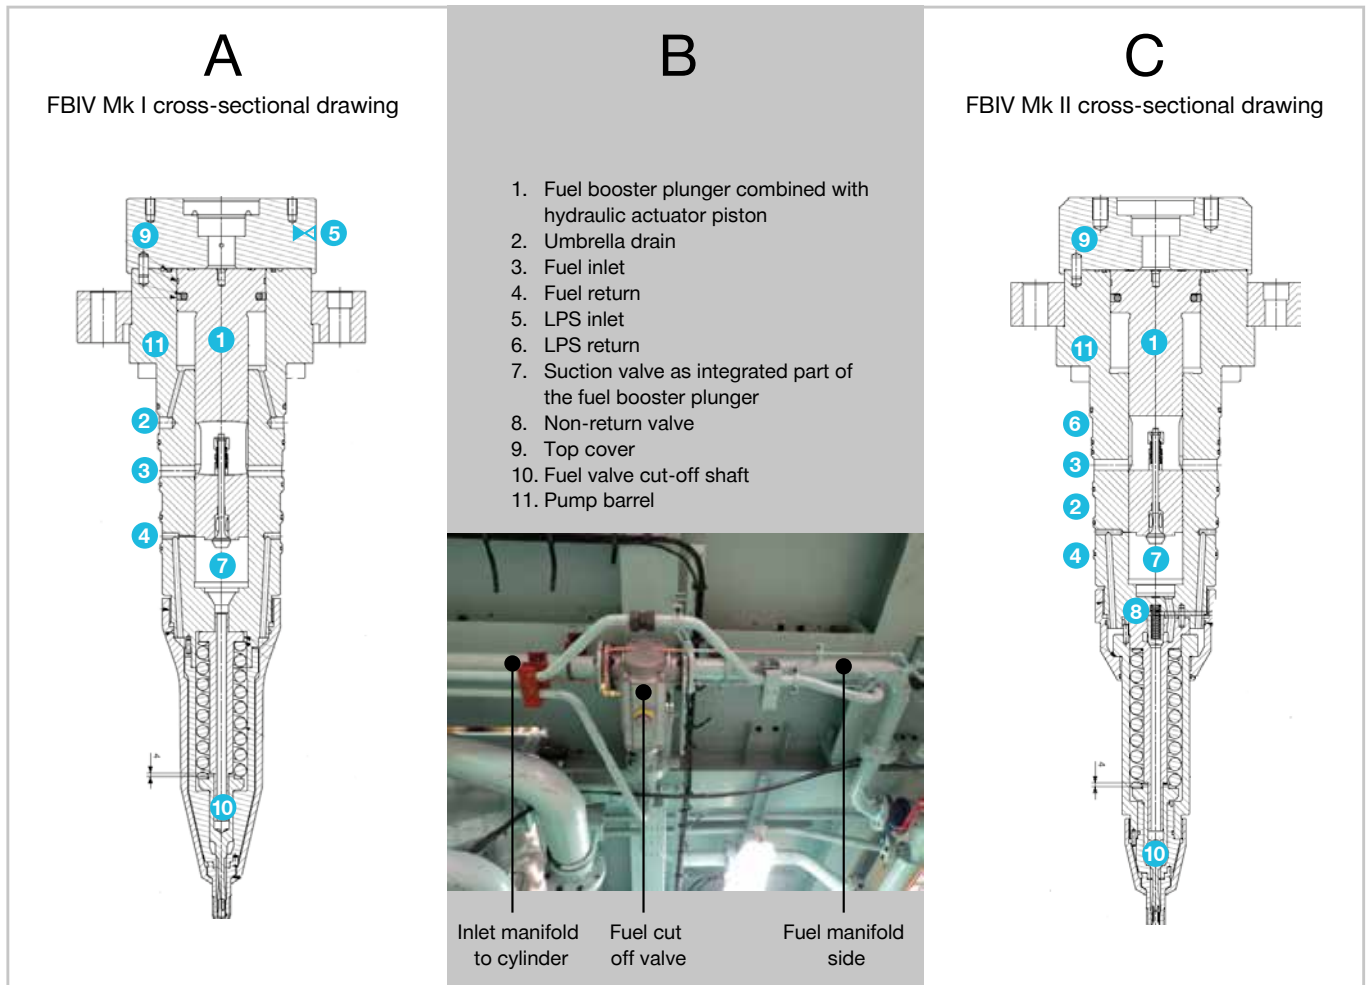 A
FBIV Mk I cross-sectional drawing
9
5
11
1
2
3
4
7
4
10
B
1. Fuel booster plunger combined with
hydraulic actuator piston
2. Umbrella drain
3. Fuel inlet
4. Fuel return
5. LPS inlet
6. LPS return
7. Suction valve as integrated part of
the fuel booster plunger
8. Non-return valve
9. Top cover
10. Fuel valve cut-off shaft
11. Pump barrel
Inlet manifold
to cylinder
Fuel cut
off valve
Fuel manifold
side
C
FBIV Mk II cross-sectional drawing
9
11
1
6
3
2
4
7
8
4
10